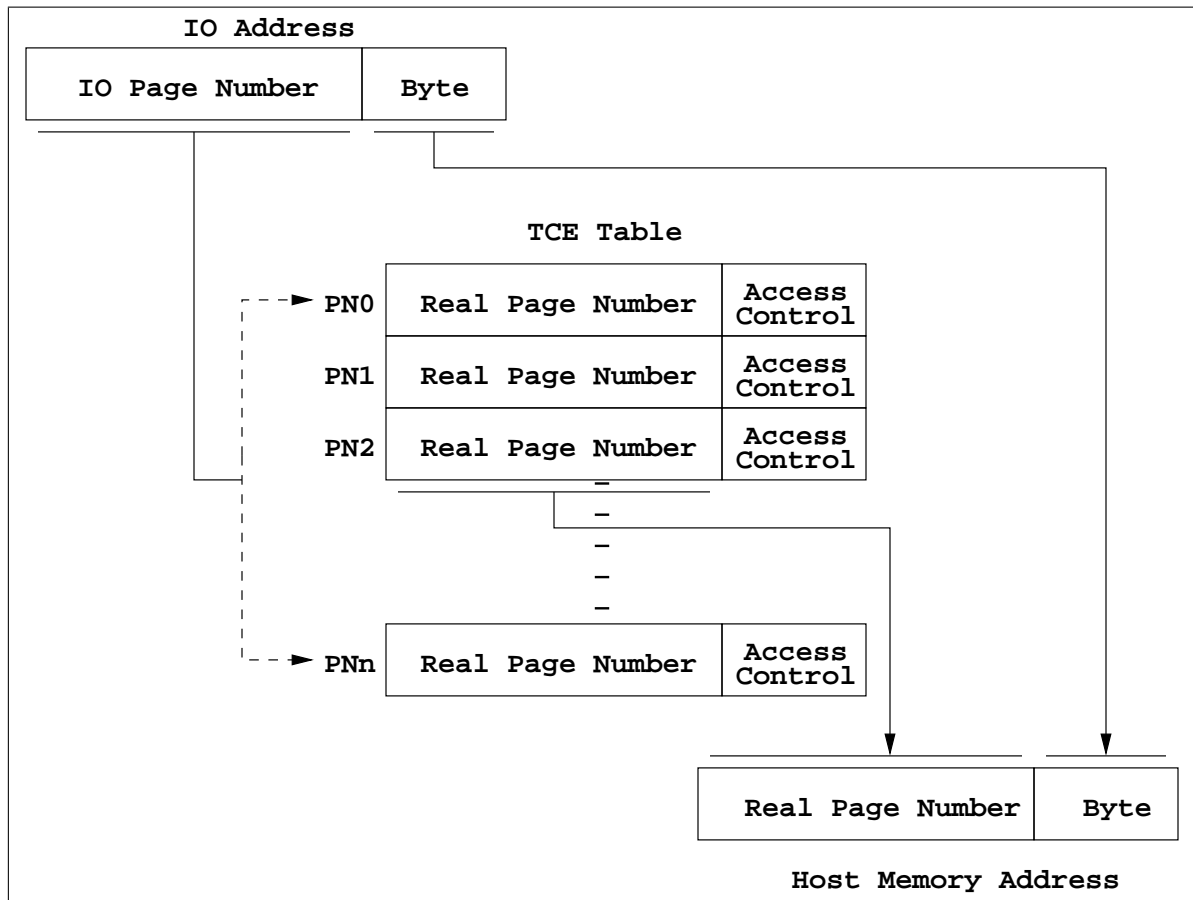 IO Address
IO Page Number Byte
TCE Table
PN0 Real Page Number Access Control
PN1 Real Page Number Access Control
PN2 Real Page Number Access Control
PNn Real Page Number Access Control
Real Page Number Byte
Host Memory Address